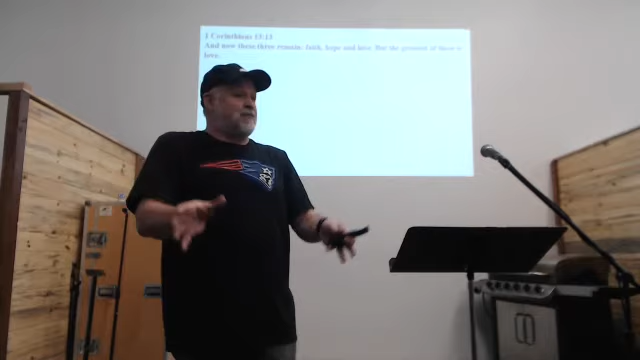 1 Corinthians 13:13
And now these three remain: faith, hope and love. But the greatest of these is
love.